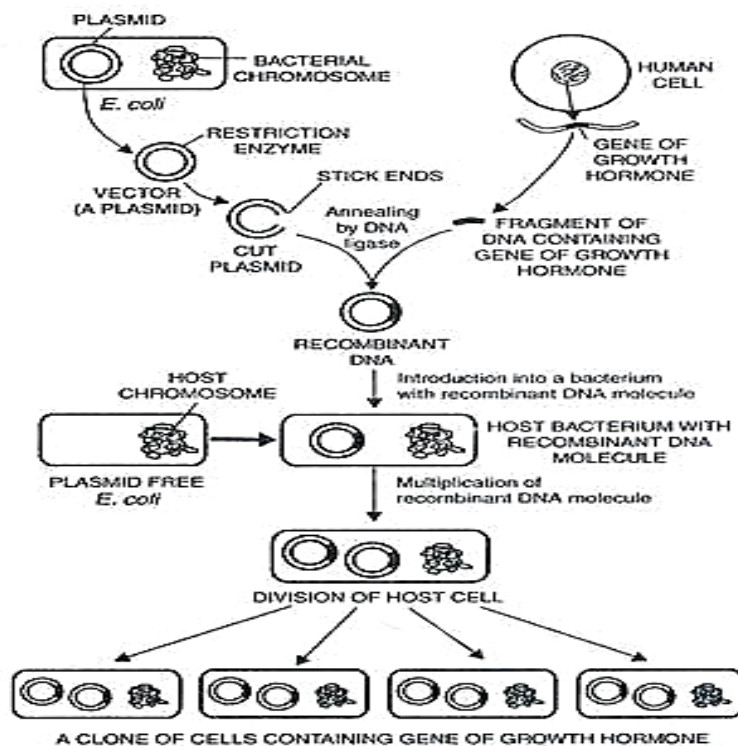 PLASMID
BACTERIAL
CHROMOSOME
E. coli
HUMAN
CELL
RESTRICTION
ENZYME
GENE OF
GROWTH
HORMONE
VECTOR
(A PLASMID)
STICK ENDS
Annealing
by DNA
ligase
CUT
PLASMID
FRAGMENT OF
DNA CONTAINING
GENE OF GROWTH
HORMONE
RECOMBINANT
DNA
Introduction into a bacterium
with recombinant DNA molecule
HOST
CHROMOSOME
HOST BACTERIUM WITH
RECOMBINANT DNA
MOLECULE
PLASMID FREE
E. coli
Multiplication of
recombinant DNA molecule
DIVISION OF HOST CELL
A CLONE OF CELLS CONTAINING GENE OF GROWTH HORMONE